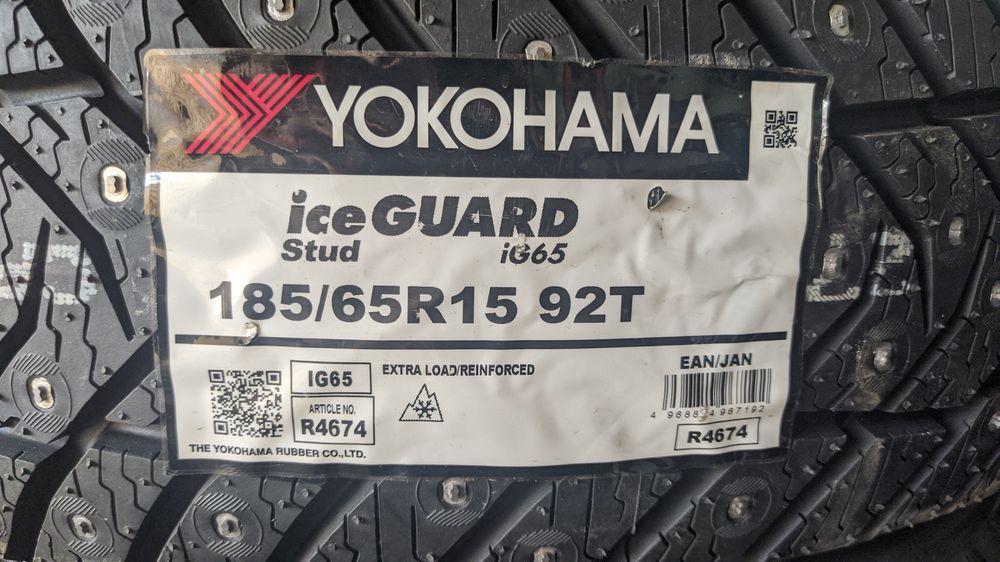 YOKOHAMA
iceGUARD
Stud iG65
185/65R15 92T
IG65
ARTICLE NO.
R4674
THE YOKOHAMA RUBBER CO.,LTD.
EXTRA LOAD/REINFORCED
EAN/JAN
R4674